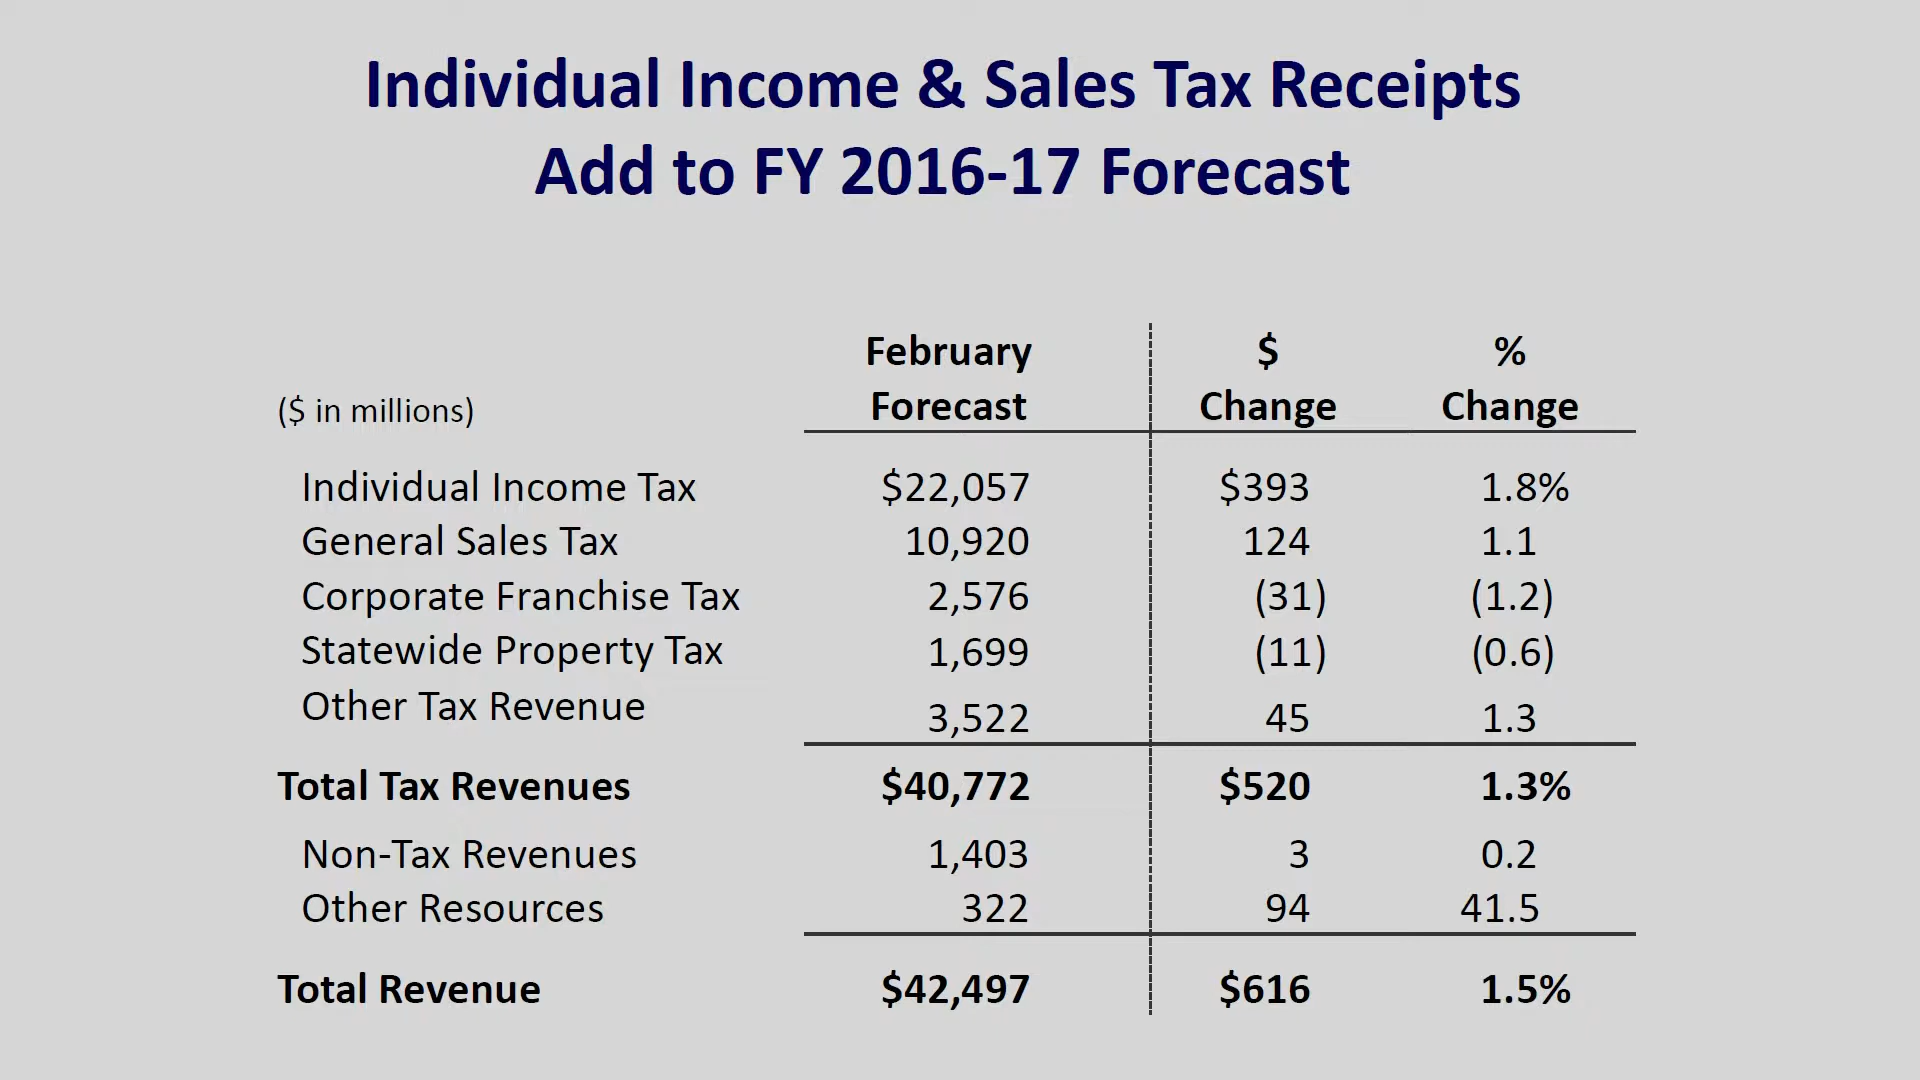 Individual Income & Sales Tax Receipts
Add to FY 2016-17 Forecast
February $ %
($ in millions) Forecast Change Change
Individual Income Tax $22,057 $393 1.8%
General Sales Tax 10,920 124 1.1
Corporate Franchise Tax 2,576 (31) (1.2)
Statewide Property Tax 1,699 (11) (0.6)
Other Tax Revenue 3,522 45 1.3
Total Tax Revenues $40,772 $520 1.3%
Non-Tax Revenues 1,403 3 0.2
Other Resources 322 94 41.5
Total Revenue $42,497 $616 1.5%